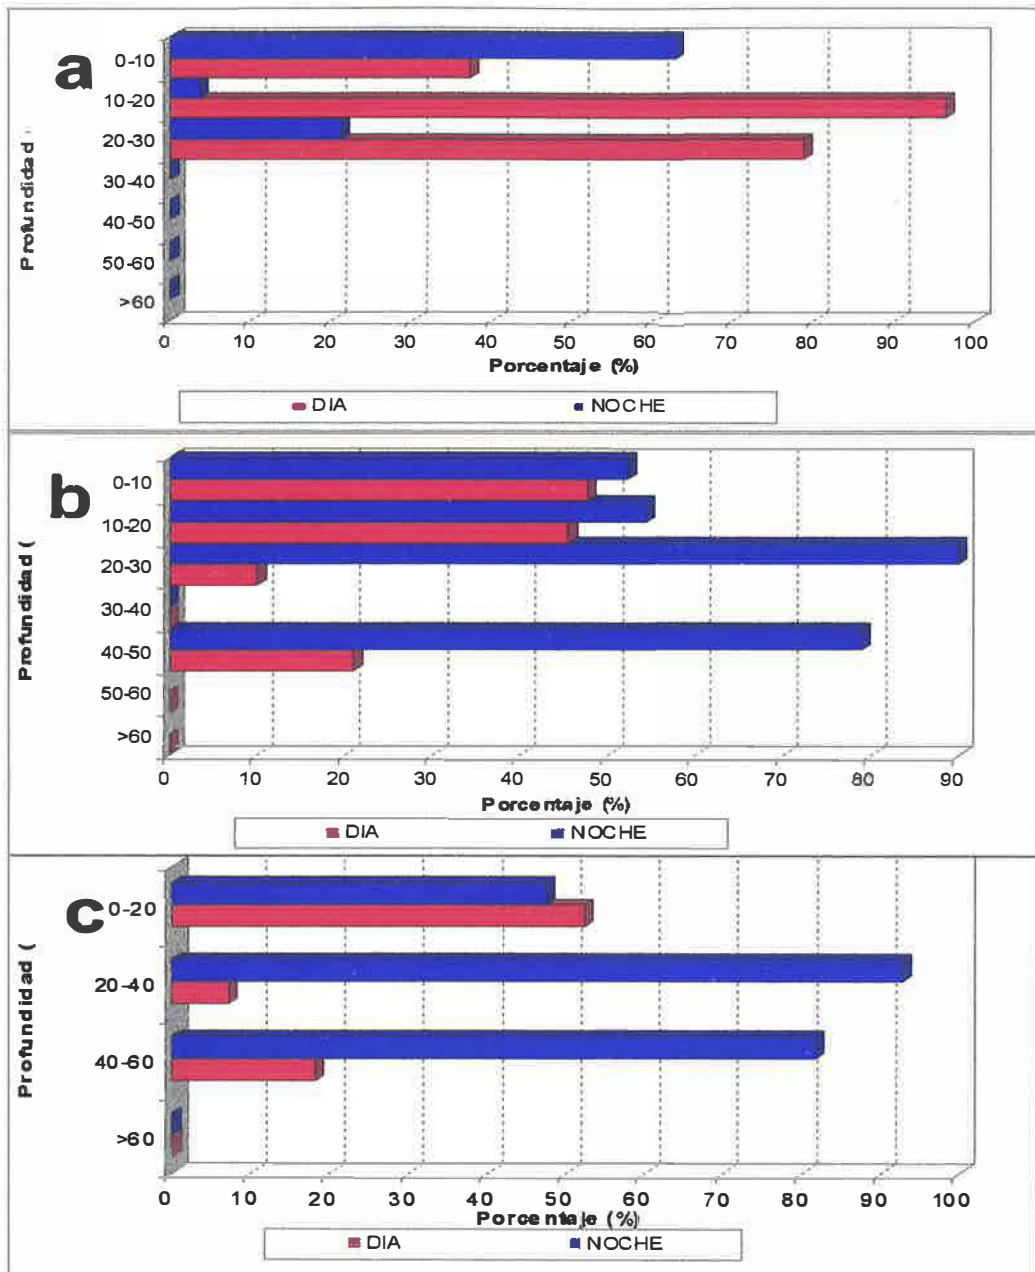 a
Profundidad (
0-10
10-20
20-30
30-40
40-50
50-60
>60
0 10 20 30 40 50 60 70 80 90 100
Porcentaje (%)
DIA NOCHE
b
Profundidad (
0-10
10-20
20-30
30-40
40-50
50-60
>60
0 10 20 30 40 50 60 70 80 90
Porcentaje (%)
DIA NOCHE
c
Profundidad (
0-20
20-40
40-60
>60
0 10 20 30 40 50 60 70 80 90 100
Porcentaje (%)
DIA NOCHE